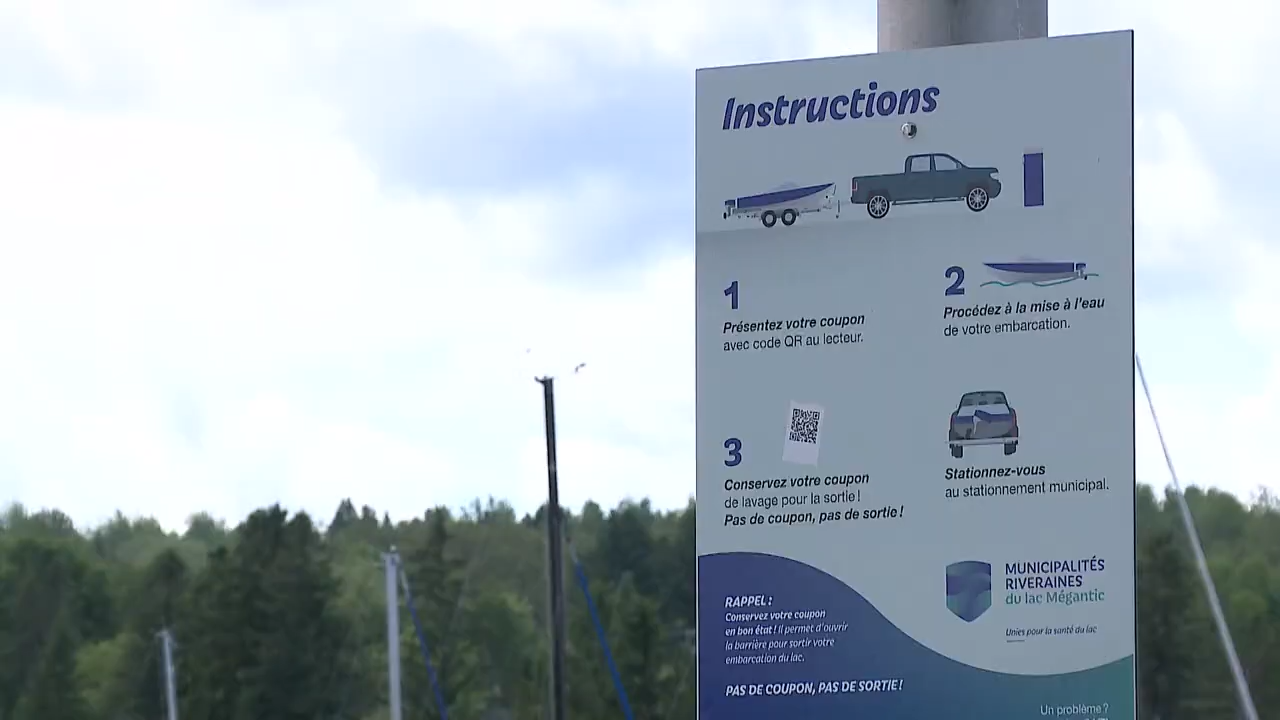 Instructions
1
Présentez votre coupon
avec code QR au lecteur.
2
Procédez à la mise à l'eau
de votre embarcation.
3
Conservez votre coupon
de lavage pour la sortie !
Pas de coupon, pas de sortie !
Stationnez-vous
au stationnement municipal.
MUNICIPALITÉS
RIVERAINES
du lac Mégantic
Unies pour la santé du lac
RAPPEL :
Conservez votre coupon
en bon état ! Il permet d'ouvrir
la barrière pour sortir votre
embarcation du lac.
PAS DE COUPON, PAS DE SORTIE !
Un problème ?